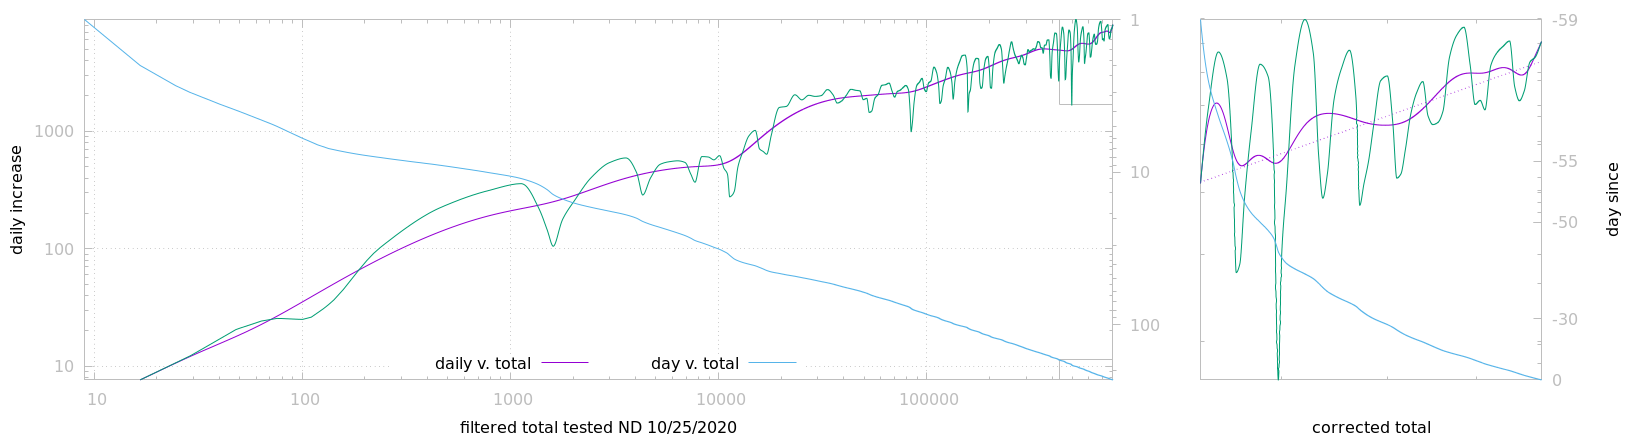 1000
100
10
daily increase
10
100
1000
10000
100000
filtered total tested ND 10/25/2020
daily v. total
day v. total
1
10
100
-59
-55
-50
-30
0
day since
corrected total